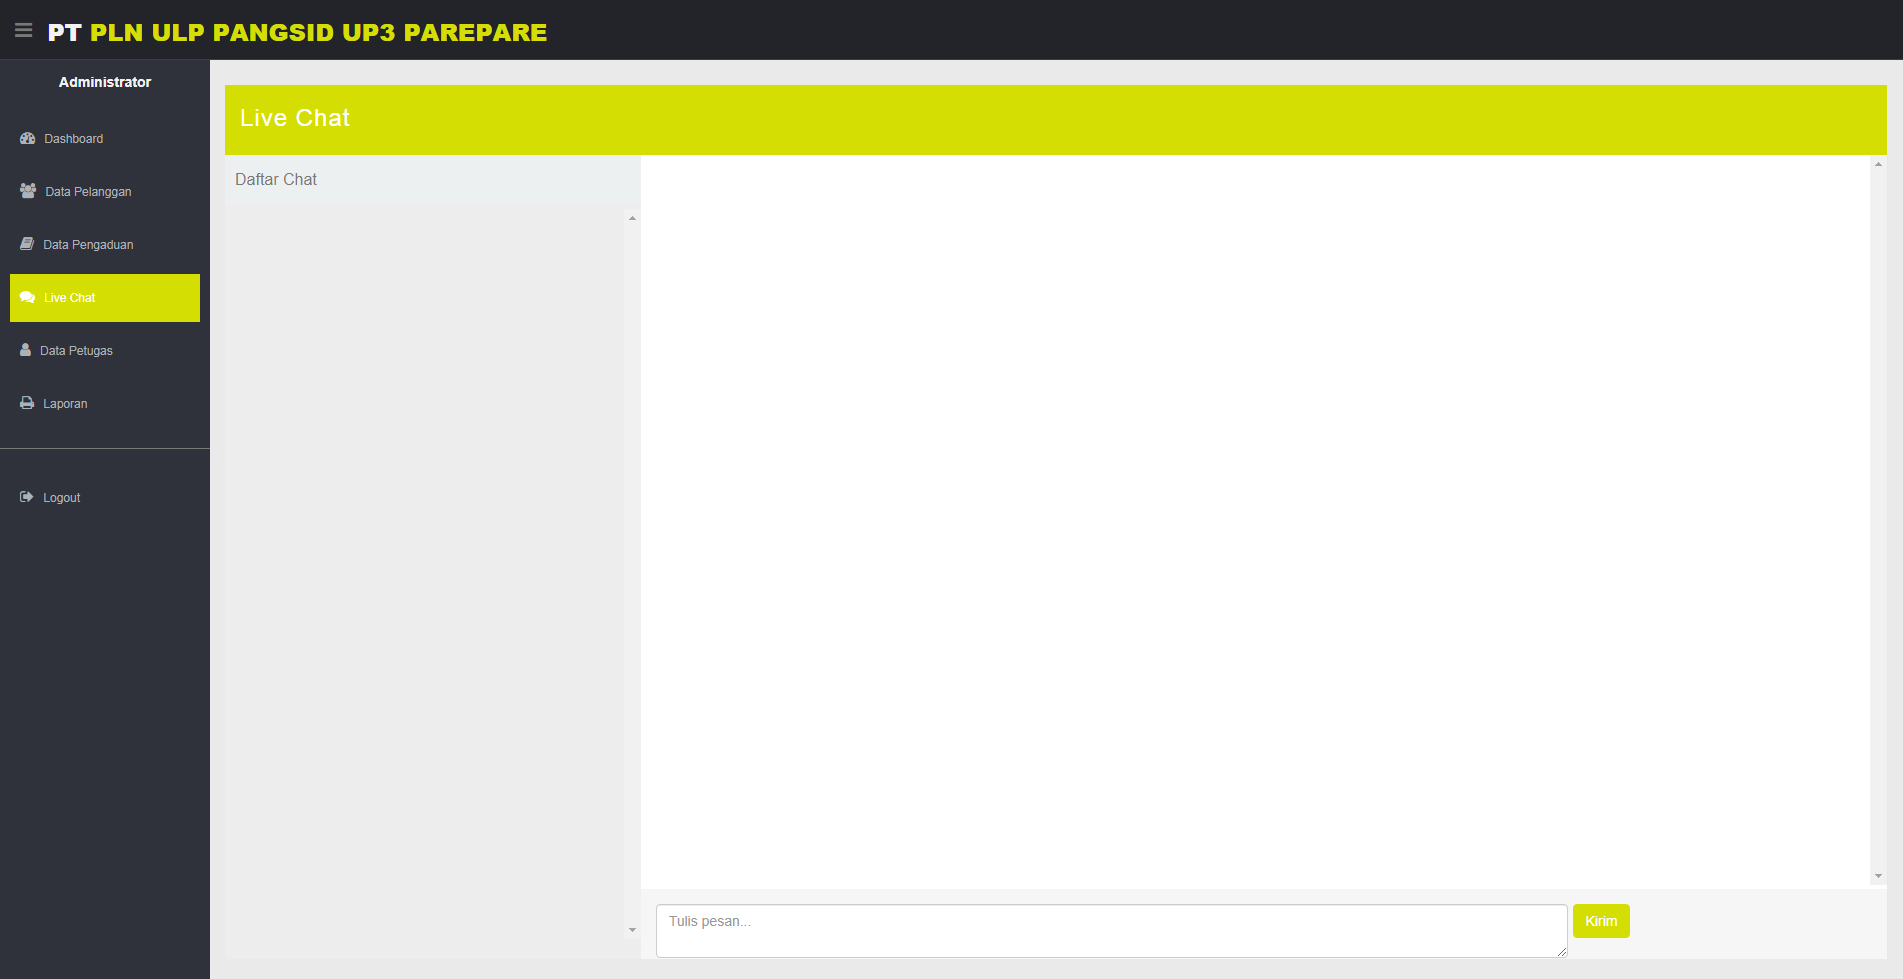 PT PLN ULP PANGSID UP3 PAREPARE
Administrator
Dashboard
Data Pelanggan
Data Pengaduan
Live Chat
Data Petugas
Laporan
Logout
Live Chat
Daftar Chat
Tulis pesan...
Kirim